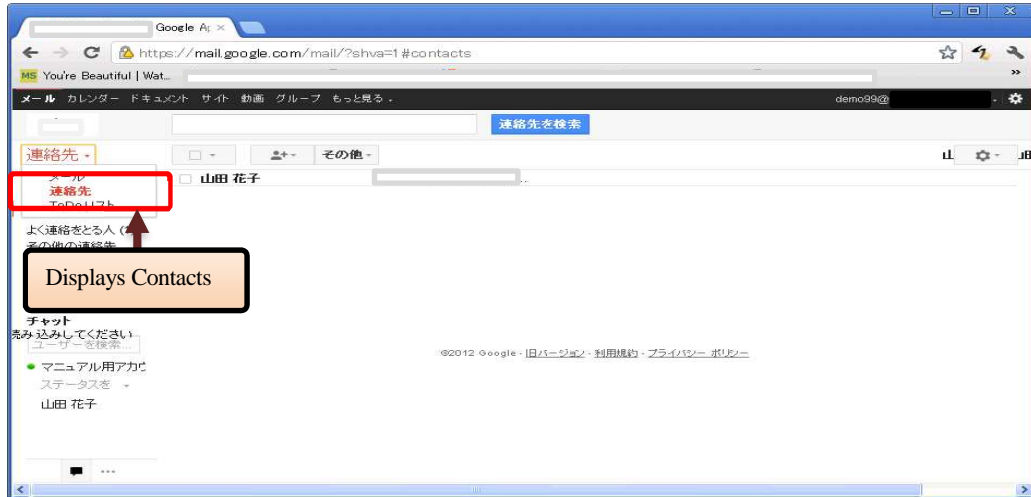 Google Ap
https://mail.google.com/mail/?shva=1#contacts
MS You're Beautiful | Wat...
メール カレンダー ドキュメント サイト 動画 グループ もっと見る
demo99@
連絡先を検索
連絡先
その他
メール
連絡先
ToDoリスト
山田 花子
よく連絡をとる人
その他の連絡先
Displays Contacts
チャット
読み込みしてください
ユーザーを検索...
マニュアル用アカウ
ステータスを
山田 花子
©2012 Google - 旧バージョン - 利用規約 - プライバシー ポリシー